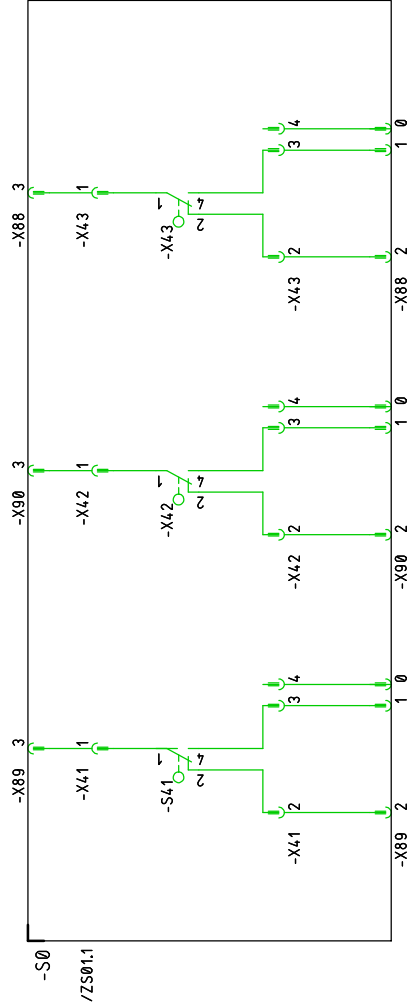 -X89 3 -X90 3 -X88 3
-S0
/ZS01.1 -X41 1 -X42 1 -X43 1
1 1 1
-S41 -X42 -X43
2 4 2 4 2 4
-X41 2 3 4 -X42 2 3 4 -X43 2 3 4
-X89 2 1 0 -X90 2 1 0 -X88 2 1 0